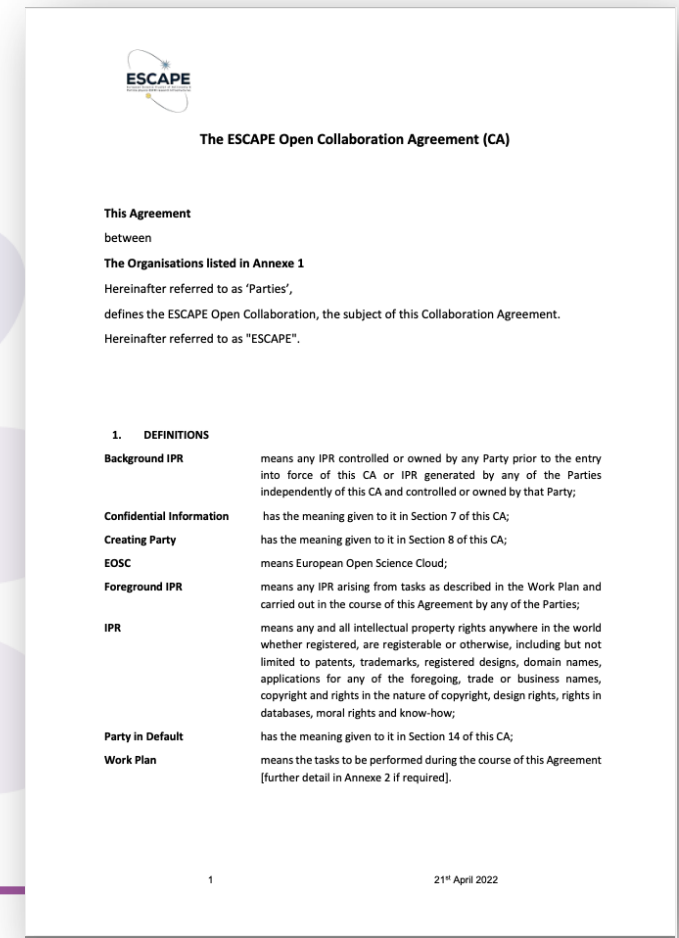 ESCAPE
The ESCAPE Open Collaboration Agreement (CA)
This Agreement
between
The Organisations listed in Annexe 1
Hereinafter referred to as ‘Parties’,
defines the ESCAPE Open Collaboration, the subject of this Collaboration Agreement.
Hereinafter referred to as "ESCAPE".
1. DEFINITIONS
Background IPR means any IPR controlled or owned by any Party prior to the entry
into force of this CA or IPR generated by any of the Parties
independently of this CA and controlled or owned by that Party;
Confidential Information has the meaning given to it in Section 7 of this CA;
Creating Party has the meaning given to it in Section 8 of this CA;
EOSC means European Open Science Cloud;
Foreground IPR means any IPR arising from tasks as described in the Work Plan and
carried out in the course of this Agreement by any of the Parties;
IPR means any and all intellectual property rights anywhere in the world
whether registered, are registerable or otherwise, including but not
limited to patents, trademarks, registered designs, domain names,
applications for any of the foregoing, trade or business names,
copyright and rights in the nature of copyright, design rights, rights in
databases, moral rights and know-how;
Party in Default has the meaning given to it in Section 14 of this CA;
Work Plan means the tasks to be performed during the course of this Agreement
[further detail in Annexe 2 if required].
1 21st April 2022